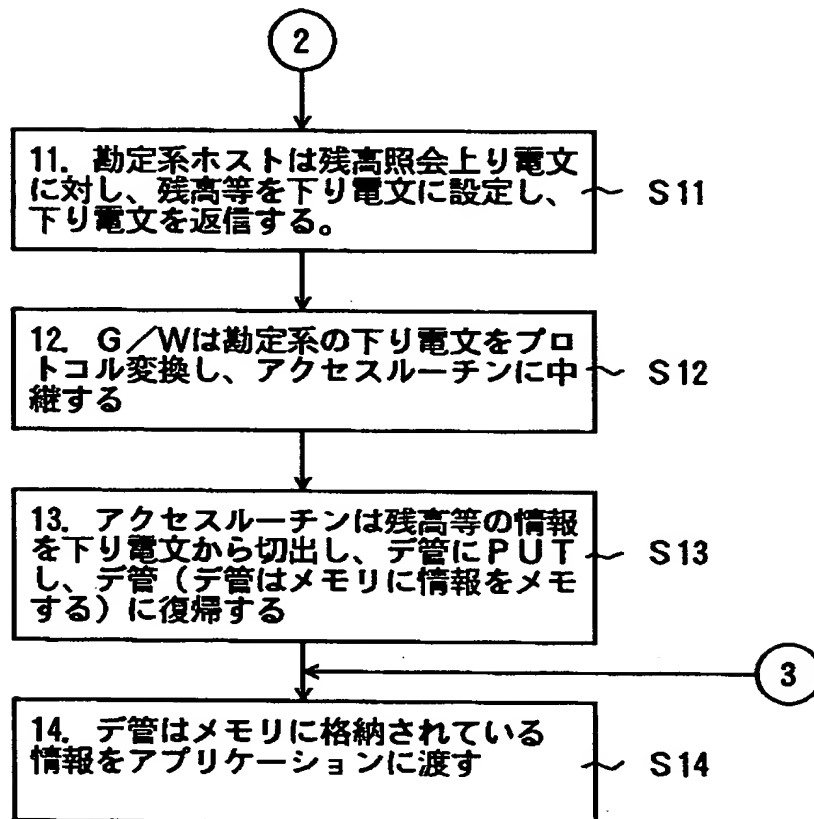 2
11. 勘定系ホストは残高照会上り電文
に対し、残高等を下り電文に設定し、
下り電文を返信する。
S11
12. G/Wは勘定系の下り電文をプロ
トコル変換し、アクセスルーチンに中
継する
S12
13. アクセスルーチンは残高等の情報
を下り電文から切出し、デ管にPUT
し、デ管(デ管はメモリに情報をメモ
する)に復帰する
S13
3
14. デ管はメモリに格納されている
情報をアプリケーションに渡す
S14